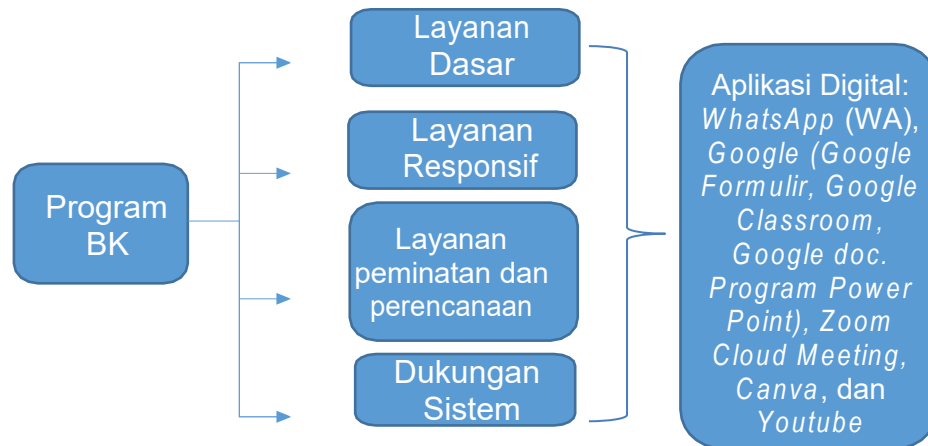 Program
BK
Layanan
Dasar
Layanan
Responsif
Layanan
peminatan dan
perencanaan
Dukungan
Sistem
Aplikasi Digital:
WhatsApp (WA),
Google (Google
Formulir, Google
Classroom,
Google doc.
Program Power
Point), Zoom
Cloud Meeting,
Canva, dan
Youtube